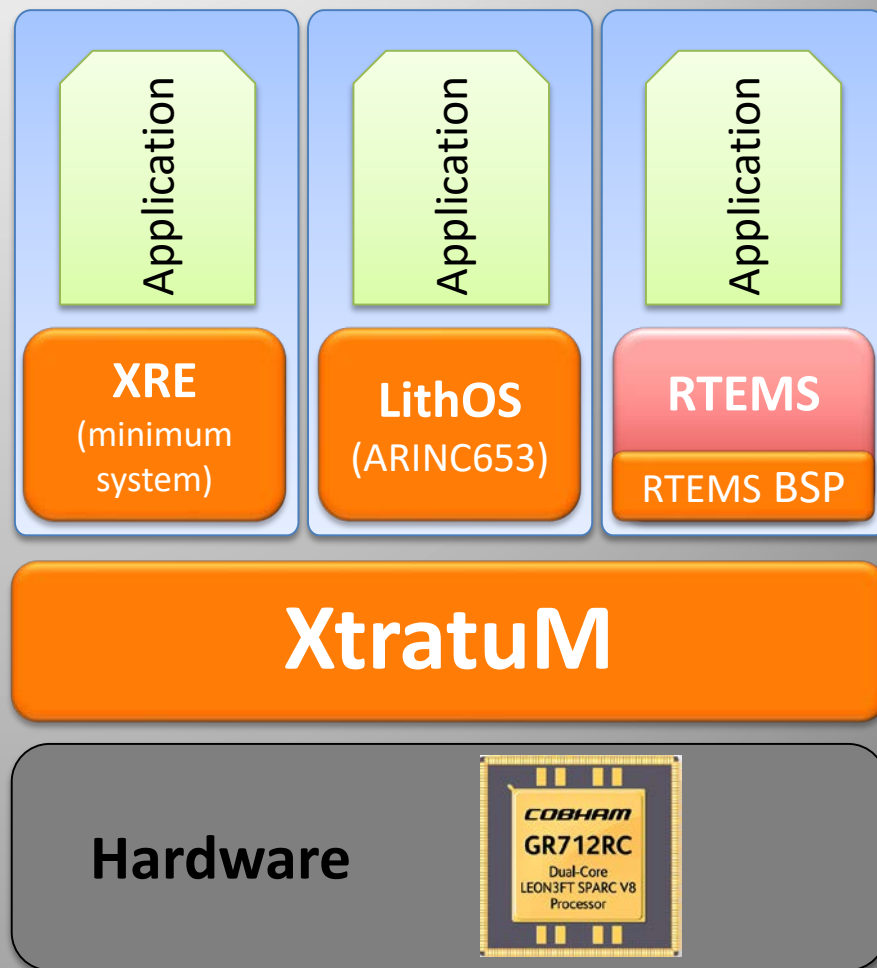 Application
Application
Application
XRE
(minimum
system)
LithOS
(ARINC653)
RTEMS
RTEMS BSP
XtratuM
Hardware
COBHAM
GR712RC
Dual-Core
LEON3FT SPARC V8
Processor